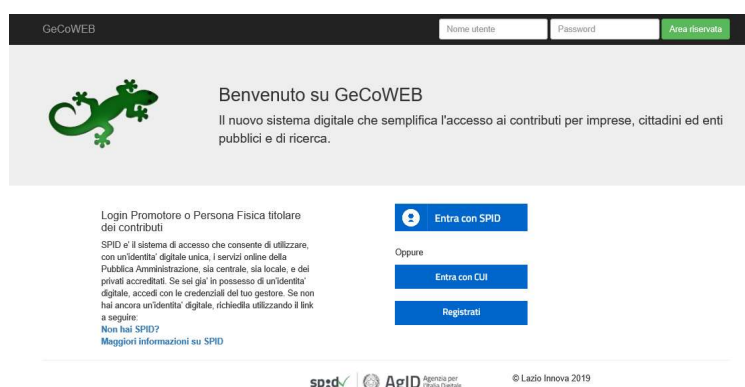 GeCoWEB
Nome utente
Password
Area riservata
Benvenuto su GeCoWEB
Il nuovo sistema digitale che semplifica l'accesso ai contributi per imprese, cittadini ed enti
pubblici e di ricerca.
Login Promotore o Persona Fisica titolare
dei contributi
SPID e' il sistema di accesso che consente di utilizzare,
con un'identita' digitale unica, i servizi online della
Pubblica Amministrazione, sia centrale, sia locale, e dei
privati accreditati. Se sei gia' in possesso di un'identita'
digitale, accedi con le credenziali del tuo gestore. Se non
hai ancora un'identita' digitale, richiedila utilizzando il link
a seguire:
Non hai SPID?
Maggiori informazioni su SPID
Entra con SPID
Oppure
Entra con CUI
Registrati
sp:d
AgID
Agenzia per
l'Italia Digitale
© Lazio Innova 2019